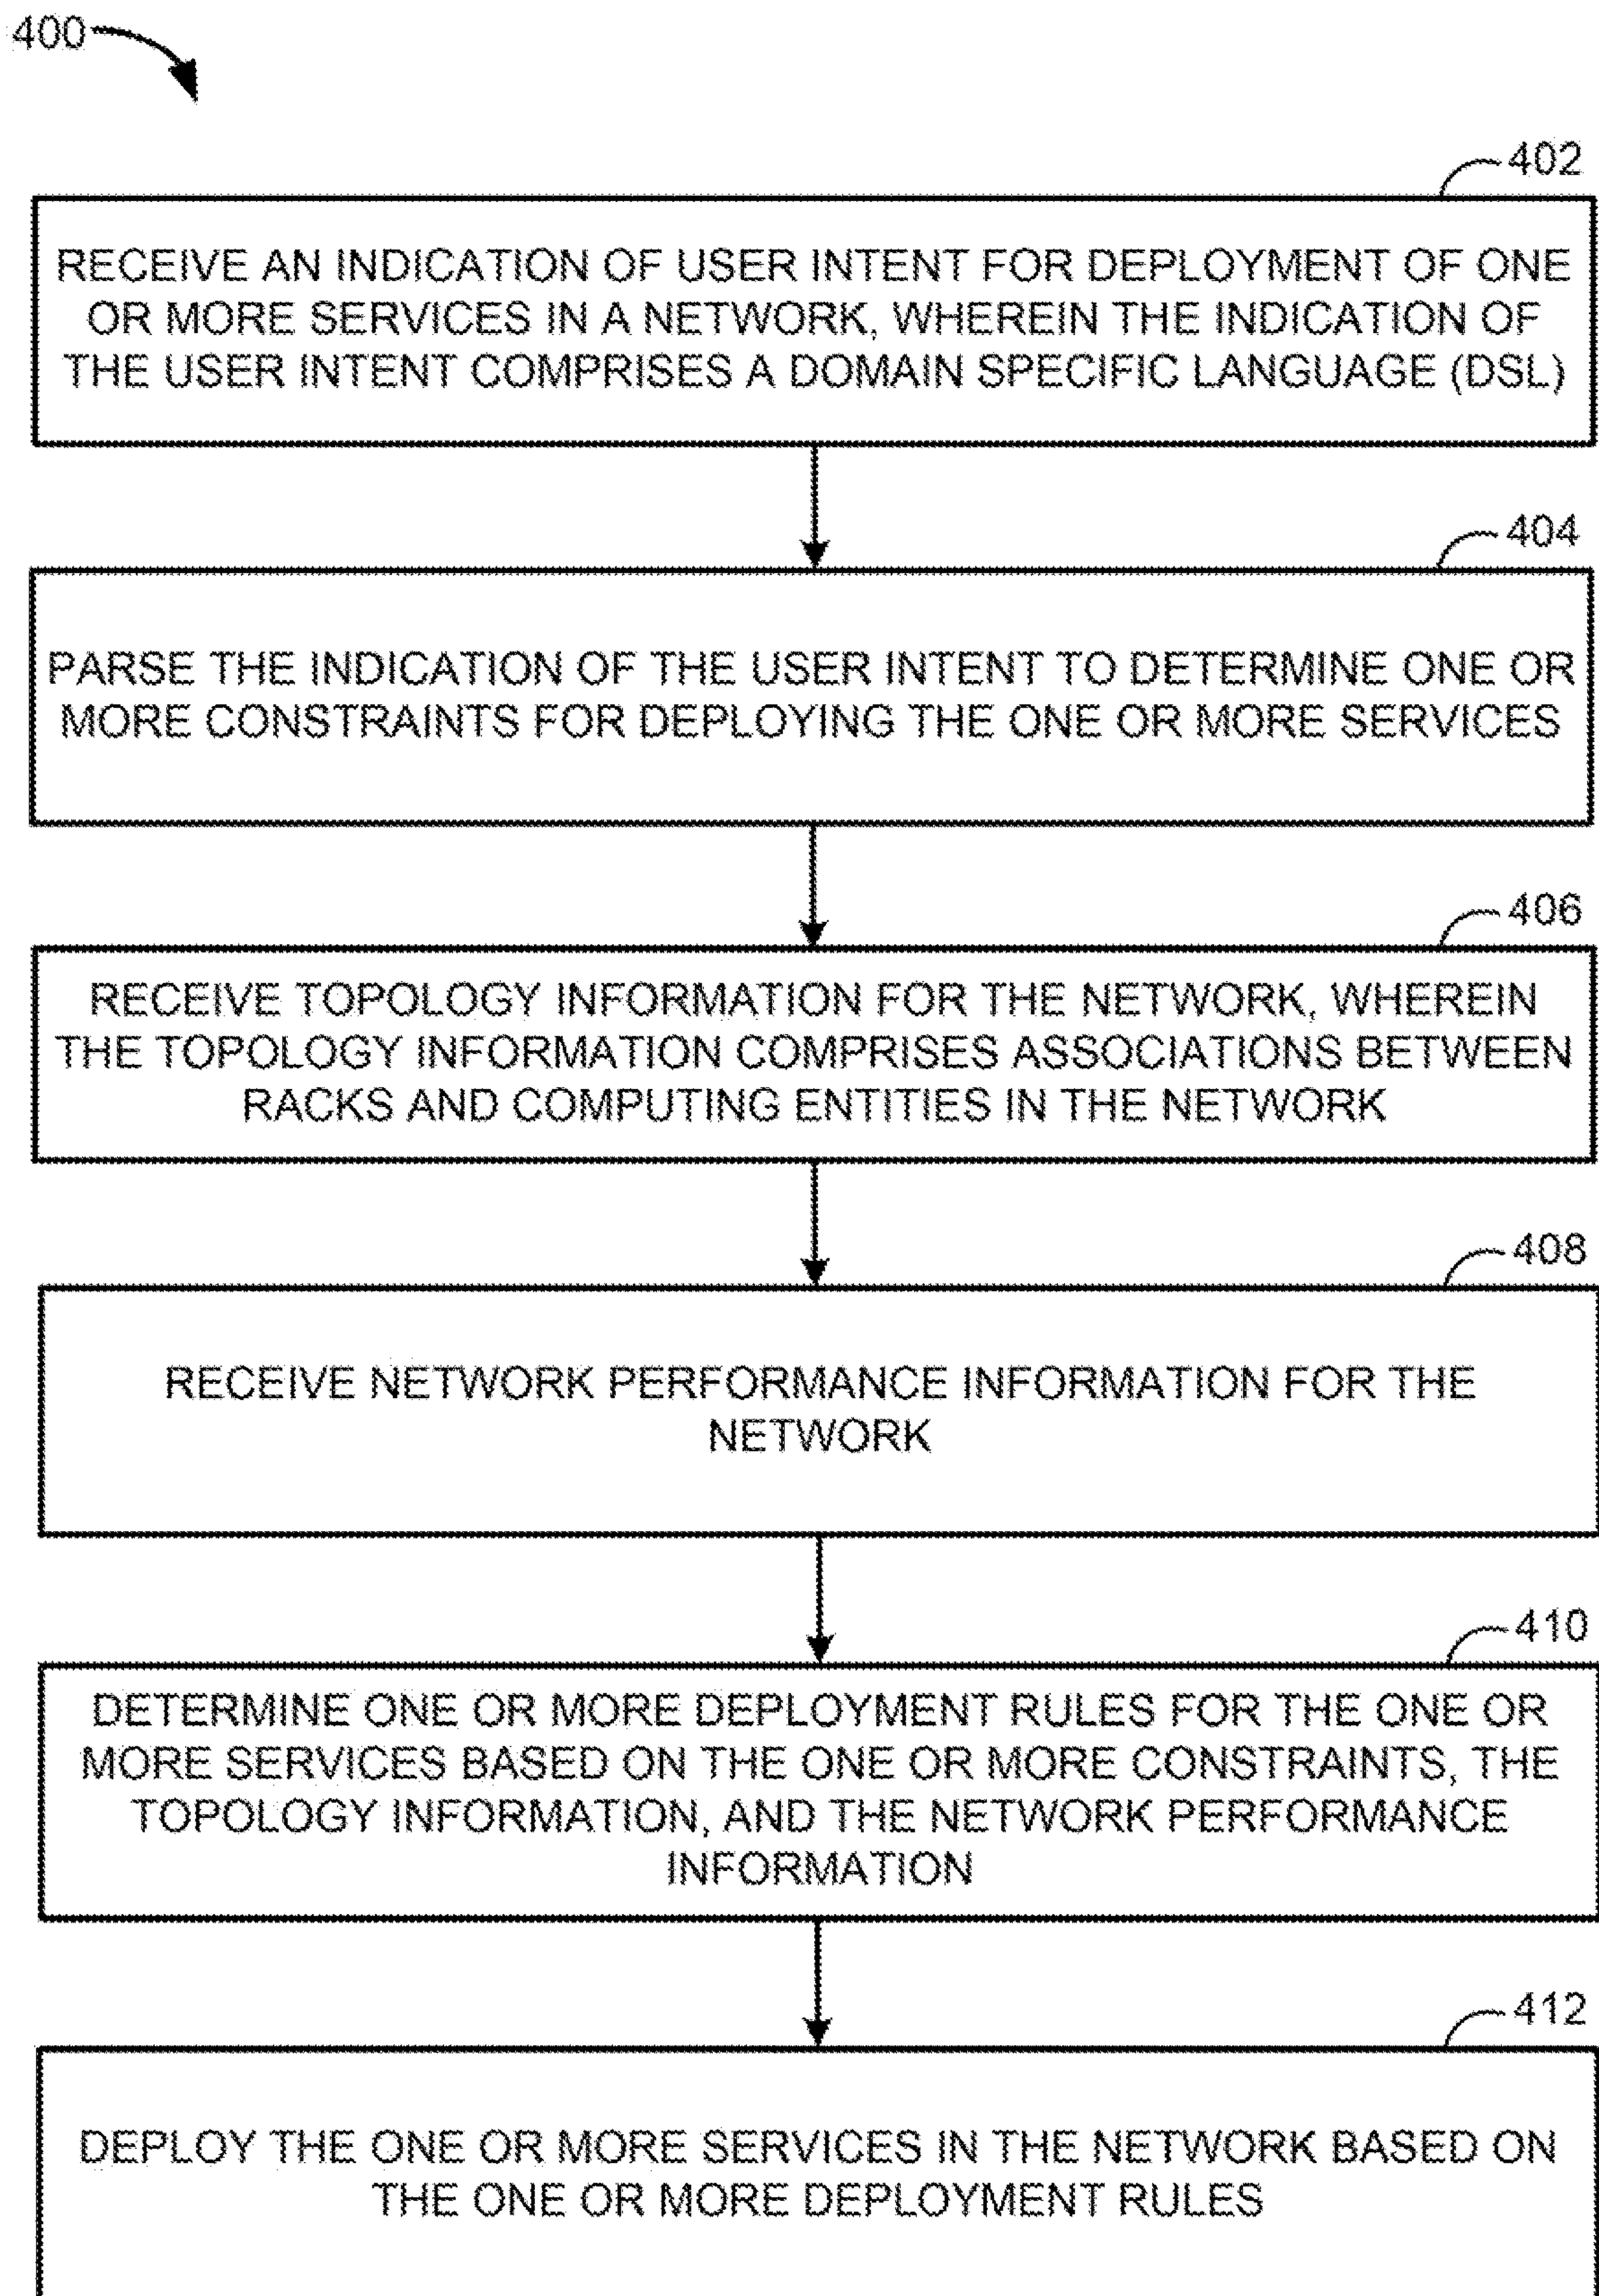 400
402
RECEIVE AN INDICATION OF USER INTENT FOR DEPLOYMENT OF ONE
OR MORE SERVICES IN A NETWORK, WHEREIN THE INDICATION OF
THE USER INTENT COMPRISES A DOMAIN SPECIFIC LANGUAGE (DSL)
404
PARSE THE INDICATION OF THE USER INTENT TO DETERMINE ONE OR
MORE CONSTRAINTS FOR DEPLOYING THE ONE OR MORE SERVICES
406
RECEIVE TOPOLOGY INFORMATION FOR THE NETWORK, WHEREIN
THE TOPOLOGY INFORMATION COMPRISES ASSOCIATIONS BETWEEN
RACKS AND COMPUTING ENTITIES IN THE NETWORK
408
RECEIVE NETWORK PERFORMANCE INFORMATION FOR THE
NETWORK
410
DETERMINE ONE OR MORE DEPLOYMENT RULES FOR THE ONE OR
MORE SERVICES BASED ON THE ONE OR MORE CONSTRAINTS, THE
TOPOLOGY INFORMATION, AND THE NETWORK PERFORMANCE
INFORMATION
412
DEPLOY THE ONE OR MORE SERVICES IN THE NETWORK BASED ON
THE ONE OR MORE DEPLOYMENT RULES